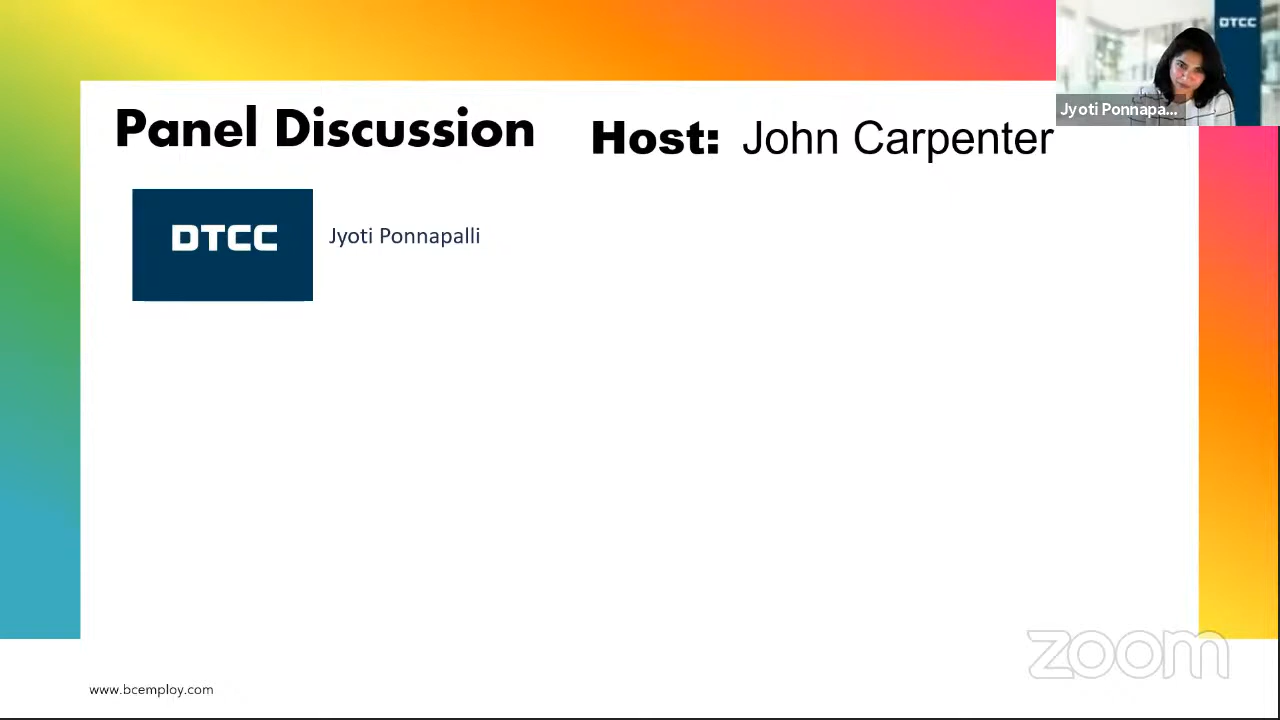 DTCC
Jyoti Ponnapa...
Panel Discussion
Host: John Carpenter
DTCC
Jyoti Ponnapalli
zoom
www.bcemploy.com